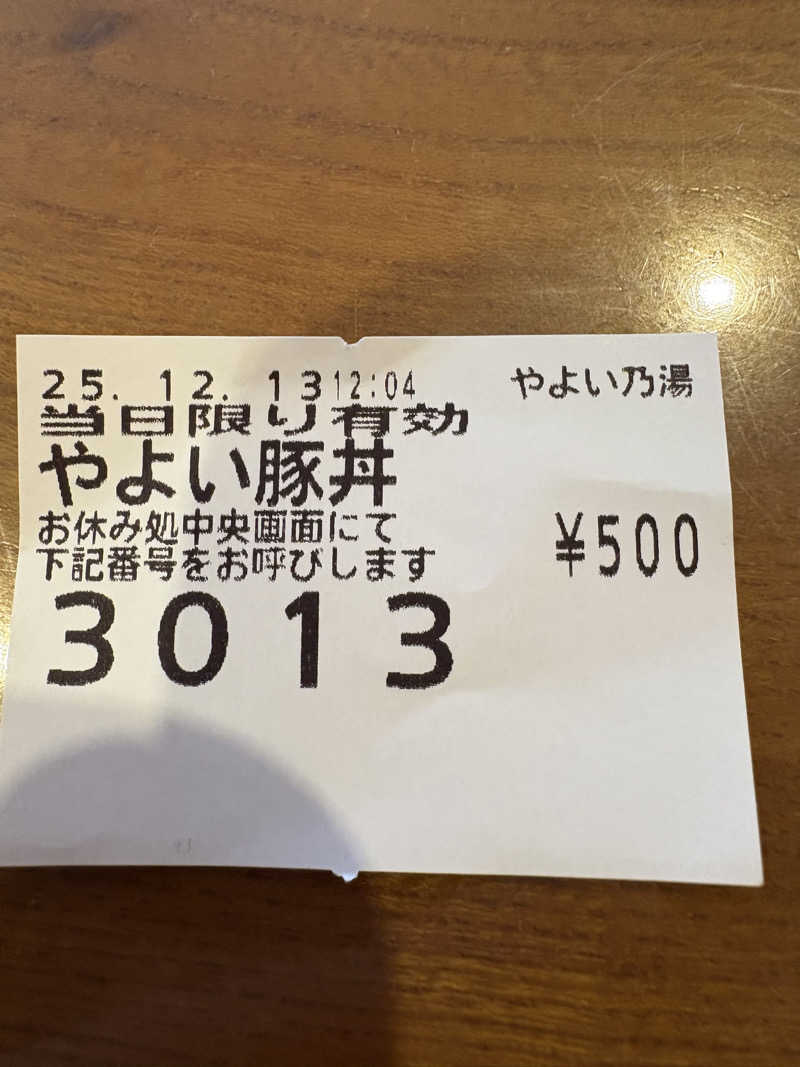 25. 12. 13 12:04 やよい乃湯
当日限り有効
やよい豚丼
お休み処中央画面にて
下記番号をお呼びします
¥500
3013